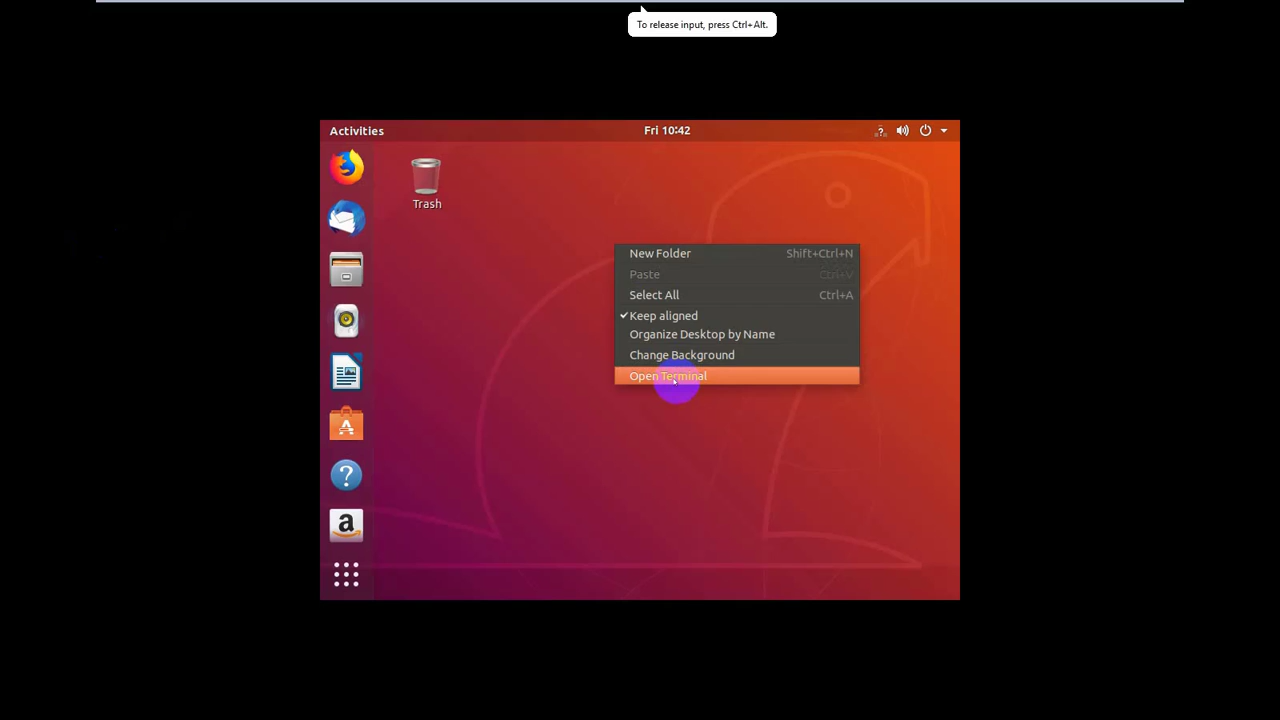 To release input, press Ctrl+Alt.
Activities
Fri 10:42
?
Trash
New Folder Shift+Ctrl+N
Paste Ctrl+V
Select All Ctrl+A
Keep aligned
Organize Desktop by Name
Change Background
Open Terminal
?
a